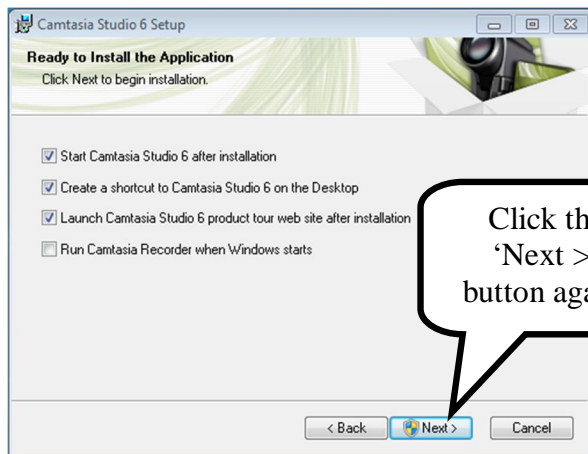 Camtasia Studio 6 Setup
Ready to Install the Application
Click Next to begin installation.
Start Camtasia Studio 6 after installation
Create a shortcut to Camtasia Studio 6 on the Desktop
Launch Camtasia Studio 6 product tour web site after installation
Run Camtasia Recorder when Windows starts
Click
‘Next >
button
< Back
Next >
Cancel